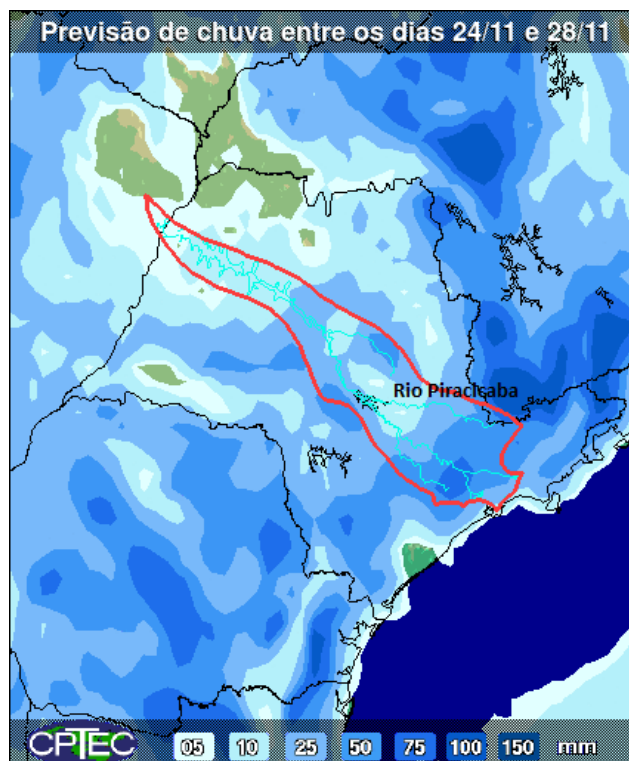 Previsão de chuva entre os dias 24/11 e 28/11
Rio Piracicaba
CPTEC 05 10 25 50 75 100 150 mm